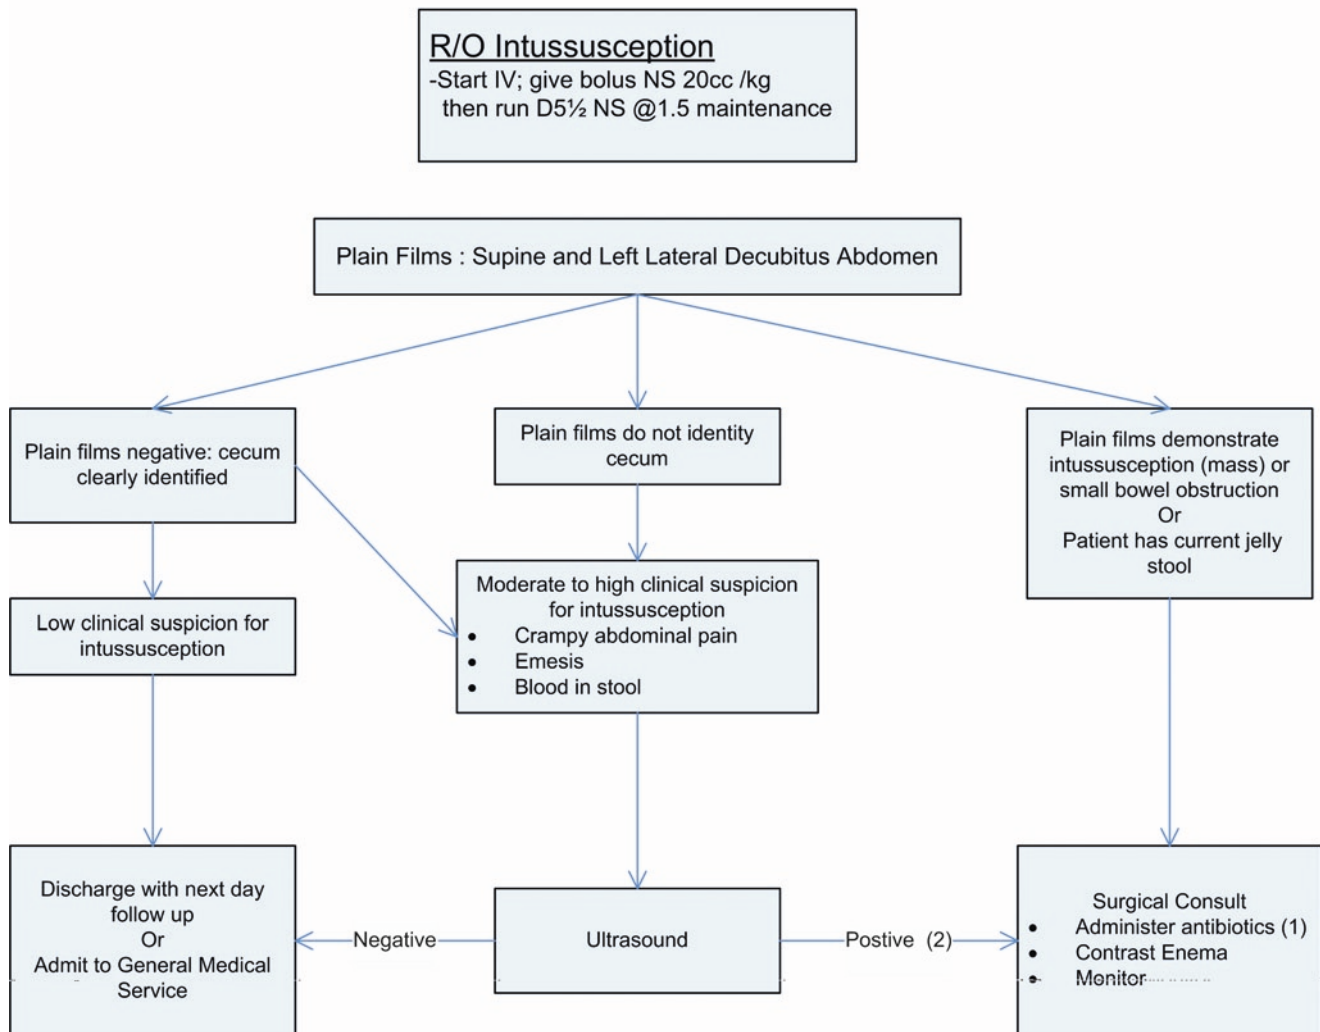 R/O Intussusception
-Start IV; give bolus NS 20cc /kg
then run D5½ NS @1.5 maintenance
Plain Films : Supine and Left Lateral Decubitus Abdomen
Plain films negative: cecum
clearly identified
Plain films do not identity
cecum
Plain films demonstrate
intussusception (mass) or
small bowel obstruction
Or
Patient has current jelly
stool
Low clinical suspicion for
intussusception
Moderate to high clinical suspicion
for intussusception
• Crampy abdominal pain
• Emesis
• Blood in stool
Discharge with next day
follow up
Or
Admit to General Medical
Service
Negative
Ultrasound
Postive (2)
Surgical Consult
• Administer antibiotics (1)
• Contrast Enema
• Monitor